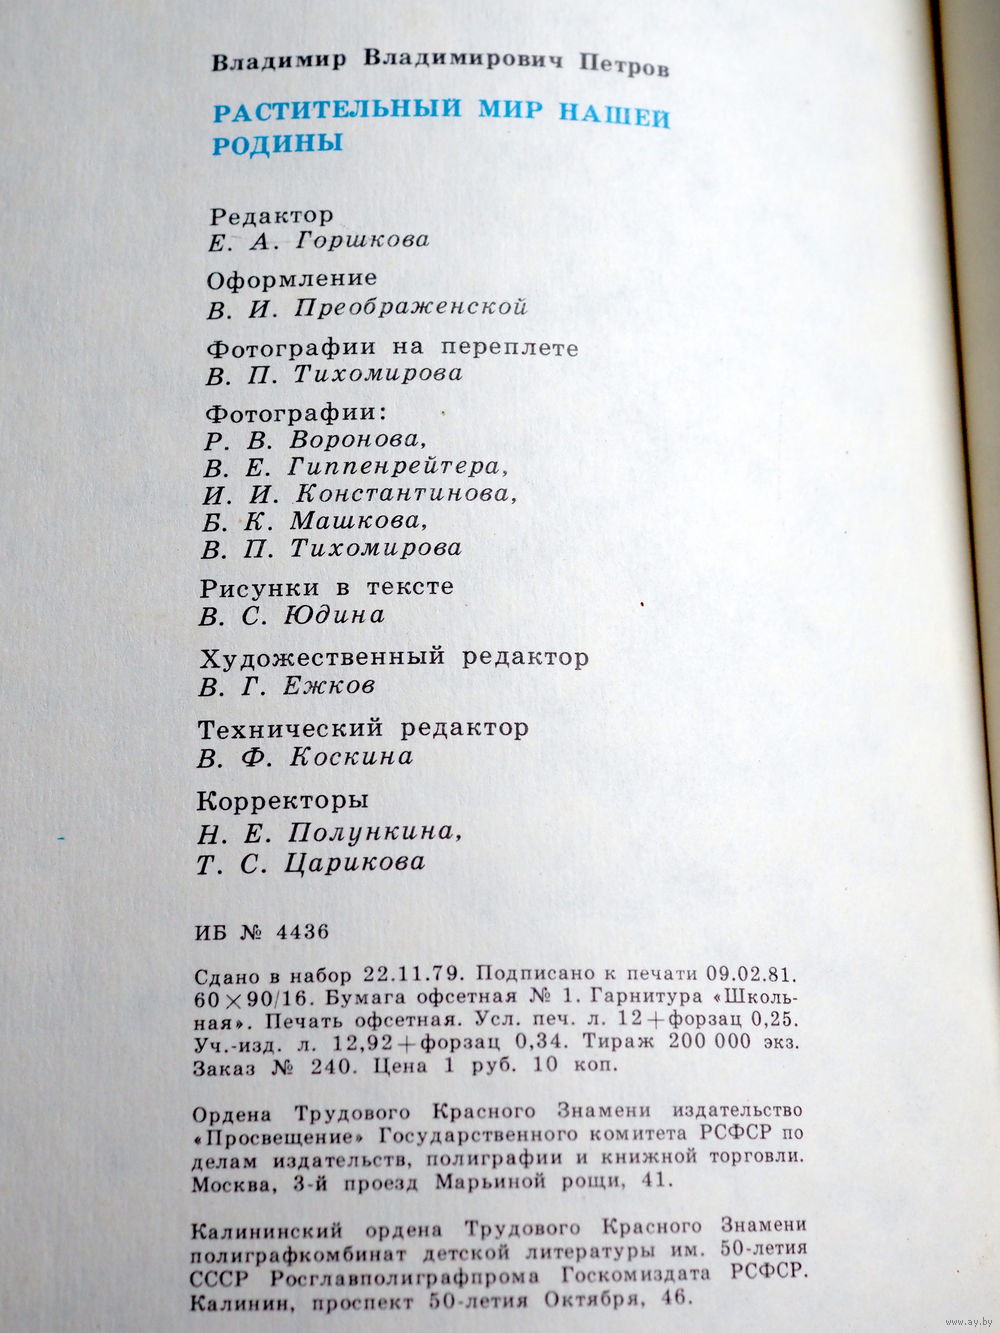 Владимир Владимирович Петров
РАСТИТЕЛЬНЫЙ МИР НАШЕЙ
РОДИНЫ
Редактор
Е. А. Горшкова
Оформление
В. И. Преображенской
Фотографии на переплете
В. П. Тихомирова
Фотографии:
Р. В. Воронова,
В. Е. Гиппенрейтера,
И. И. Константинова,
Б. К. Машкова,
В. П. Тихомирова
Рисунки в тексте
В. С. Юдина
Художественный редактор
В. Г. Ежков
Технический редактор
В. Ф. Коскина
Корректоры
Н. Е. Полункина,
Т. С. Царикова
ИБ № 4436
Сдано в набор 22.11.79. Подписано к печати 09.02.81.
60×90/16. Бумага офсетная № 1. Гарнитура «Школь-
ная». Печать офсетная. Усл. печ. л. 12+форзац 0,25.
Уч.-изд. л. 12,92+форзац 0,34. Тираж 200 000 экз.
Заказ № 240. Цена 1 руб. 10 коп.
Ордена Трудового Красного Знамени издательство
«Просвещение» Государственного комитета РСФСР по
делам издательств, полиграфии и книжной торговли.
Москва, 3-й проезд Марьиной рощи, 41.
Калининский ордена Трудового Красного Знамени
полиграфкомбинат детской литературы им. 50-летия
СССР Росглавполиграфпрома Госкомиздата РСФСР.
Калинин, проспект 50-летия Октября, 46.
www.ay.by